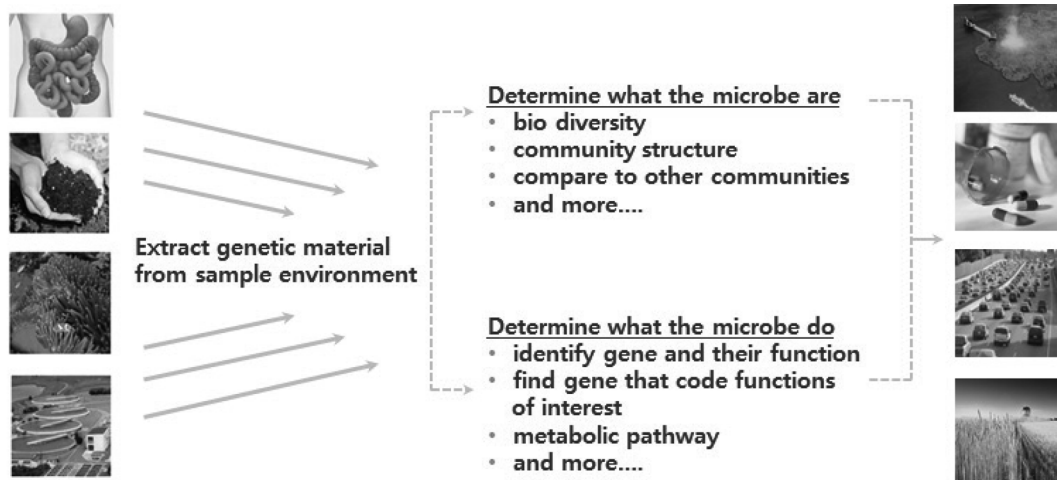 Extract genetic material
from sample environment
Determine what the microbe are
• bio diversity
• community structure
• compare to other communities
• and more....
Determine what the microbe do
• identify gene and their function
• find gene that code functions
of interest
• metabolic pathway
• and more....